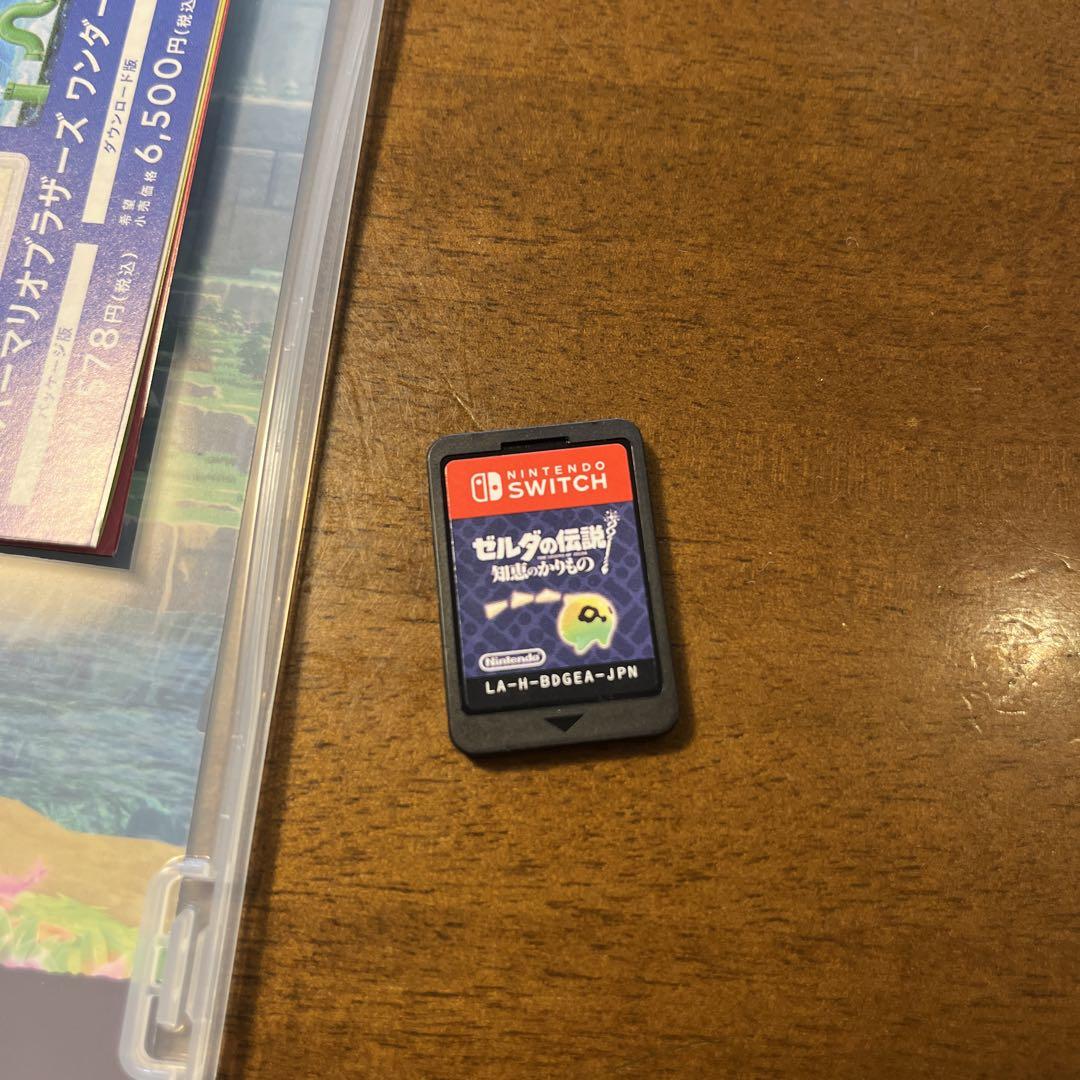 ーマリオブラザーズ ワンダー
ダウンロード版
希望
小売価格 6,500円(税込
パッケージ版
578円(税込)
NINTENDO
SWITCH
ゼルダの伝説
知恵のかりもの
Nintendo
LA-H-BDGEA-JPN